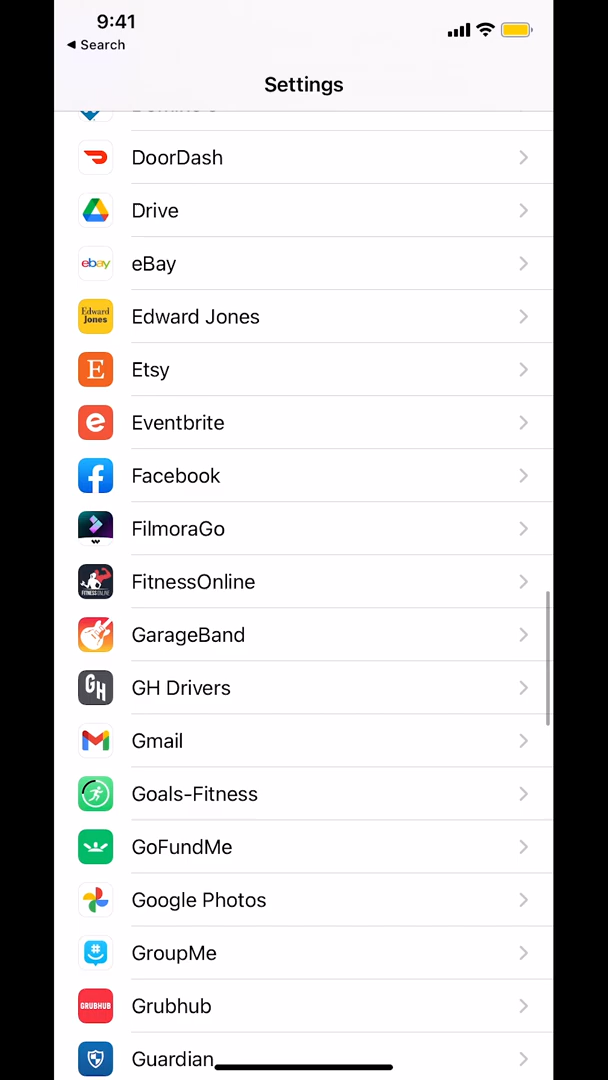 9:41
◀ Search
Settings
DoorDash
Drive
ebay
eBay
Edward
Jones
Edward Jones
E
Etsy
e
Eventbrite
f
Facebook
FilmoraGo
FITNESS ONLINE
FitnessOnline
GarageBand
GH
GH Drivers
Gmail
Goals-Fitness
GoFundMe
Google Photos
#
GroupMe
GRUBHUB
Grubhub
Guardian